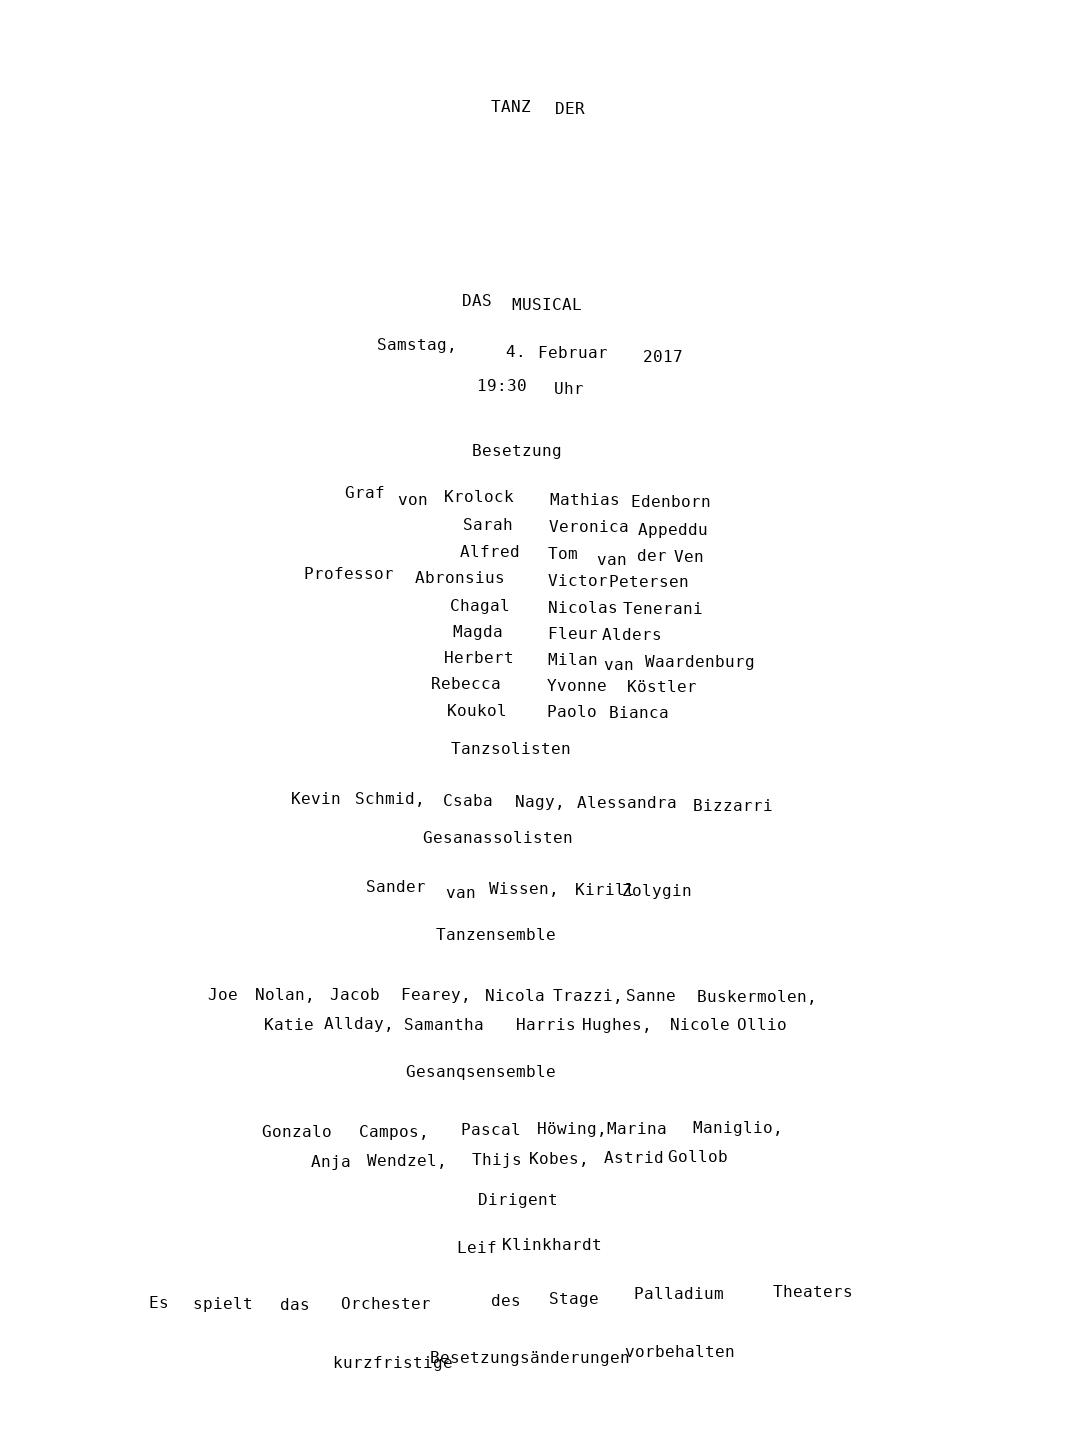 TANZ DER
DAS MUSICAL
Samstag, 4. Februar 2017
19:30 Uhr
Besetzung
Graf von Krolock Mathias Edenborn
Sarah Veronica Appeddu
Alfred Tom van der Ven
Professor Abronsius Victor Petersen
Chagal Nicolas Tenerani
Magda Fleur Alders
Herbert Milan van Waardenburg
Rebecca Yvonne Köstler
Koukol Paolo Bianca
Tanzsolisten
Kevin Schmid, Csaba Nagy, Alessandra Bizzarri
Gesanassolisten
Sander van Wissen, Kirill Zolygin
Tanzensemble
Joe Nolan, Jacob Fearey, Nicola Trazzi, Sanne Buskermolen,
Katie Allday, Samantha Harris Hughes, Nicole Ollio
Gesanqsensemble
Gonzalo Campos, Pascal Höwing, Marina Maniglio,
Anja Wendzel, Thijs Kobes, Astrid Gollob
Dirigent
Leif Klinkhardt
Es spielt das Orchester des Stage Palladium Theaters
kurzfristige Besetzungsänderungen vorbehalten